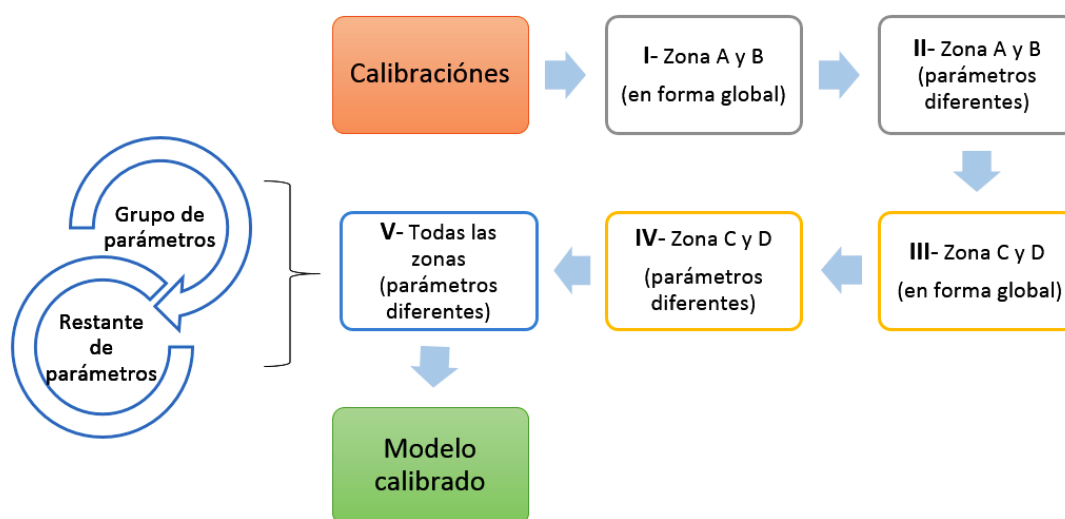 Calibraciónes
I- Zona A y B
(en forma global)
II- Zona A y B
(parámetros
diferentes)
III- Zona C y D
(en forma global)
IV- Zona C y D
(parámetros
diferentes)
V- Todas las
zonas
(parámetros
diferentes)
Grupo de
parámetros
Restante
de
parámetros
Modelo
calibrado